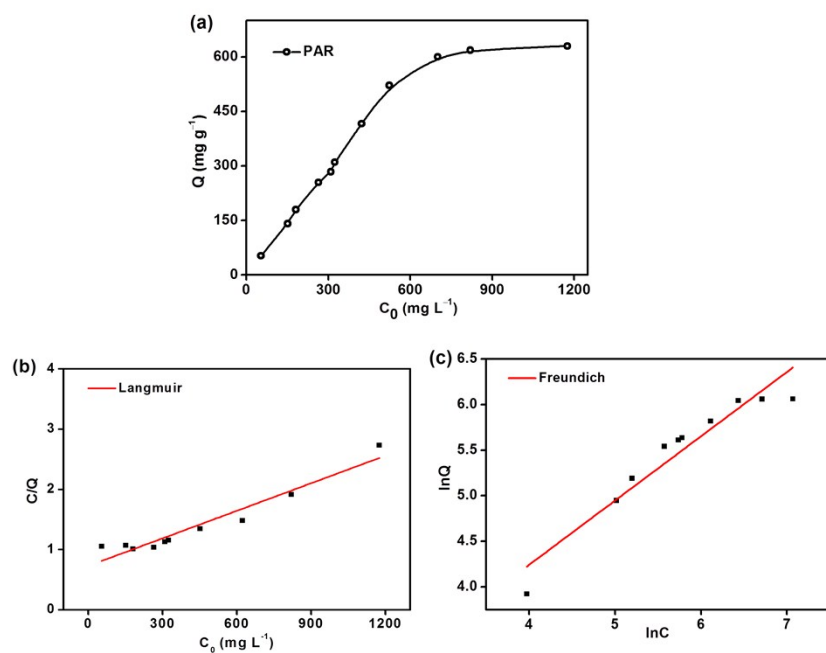 (a)
PAR
600
450
300
150
0
Q (mg g⁻¹)
0 300 600 900 1200
C₀ (mg L⁻¹)
(b)
Langmuir
4
3
2
1
0
C/Q
0 300 600 900 1200
C₀ (mg L⁻¹)
(c)
Freundich
6.5
6.0
5.5
5.0
4.5
4.0
lnQ
4 5 6 7
lnC